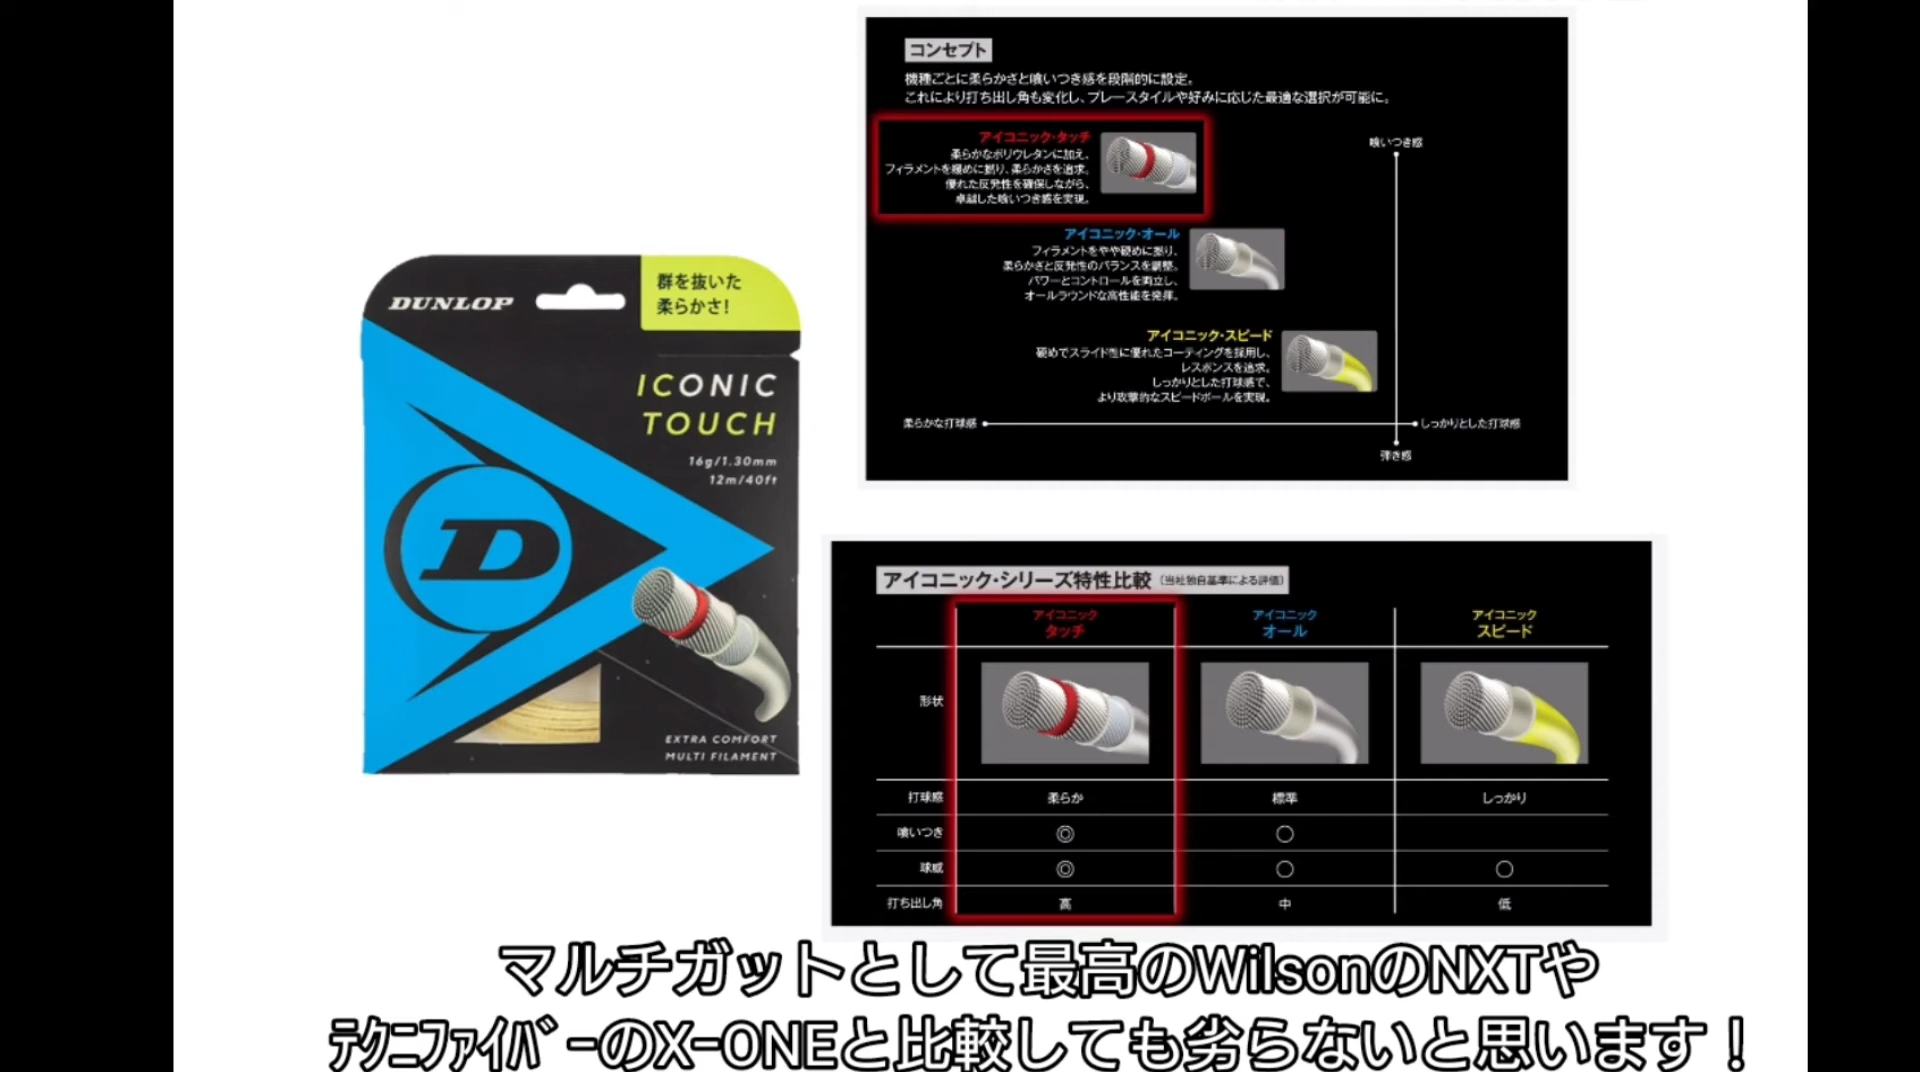 コンセプト
機種ごとに柔らかさと喰いつき感を段階的に設定。
これにより打ち出し角も変化し、プレースタイルや好みに応じた最適な選択が可能に。
アイコニック・タッチ
柔らかなポリウレタンに加え、
フィラメントを緩めに撚り、柔らかさを追求。
優れた反発性を確保しながら、
卓越した喰いつき感を実現。
アイコニック・オール
フィラメントをやや硬めに撚り、
柔らかさと反発性のバランスを調整。
パワーとコントロールを両立し、
オールラウンドな高性能を発揮。
アイコニック・スピード
硬めでスライド性に優れたコーティングを採用し、
レスポンスを追求。
しっかりとした打球感で、
より攻撃的なスピードボールを実現。
喰いつき感
柔らかな打球感
しっかりとした打球感
弾き感
DUNLOP
群を抜いた
柔らかさ!
ICONIC
TOUCH
16g/1.30mm
12m/40ft
D
EXTRA COMFORT
MULTI FILAMENT
アイコニック・シリーズ特性比較(当社独自基準による評価)
アイコニック タッチ
アイコニック オール
アイコニック スピード
形状
打球感 柔らか 標準 しっかり
喰いつき ◎ ○
球威 ◎ ○ ○
打ち出し角 高 中 低
マルチガットとして最高のWilsonのNXTや
ﾃｸﾆﾌｧｲﾊﾞｰのX-ONEと比較しても劣らないと思います！